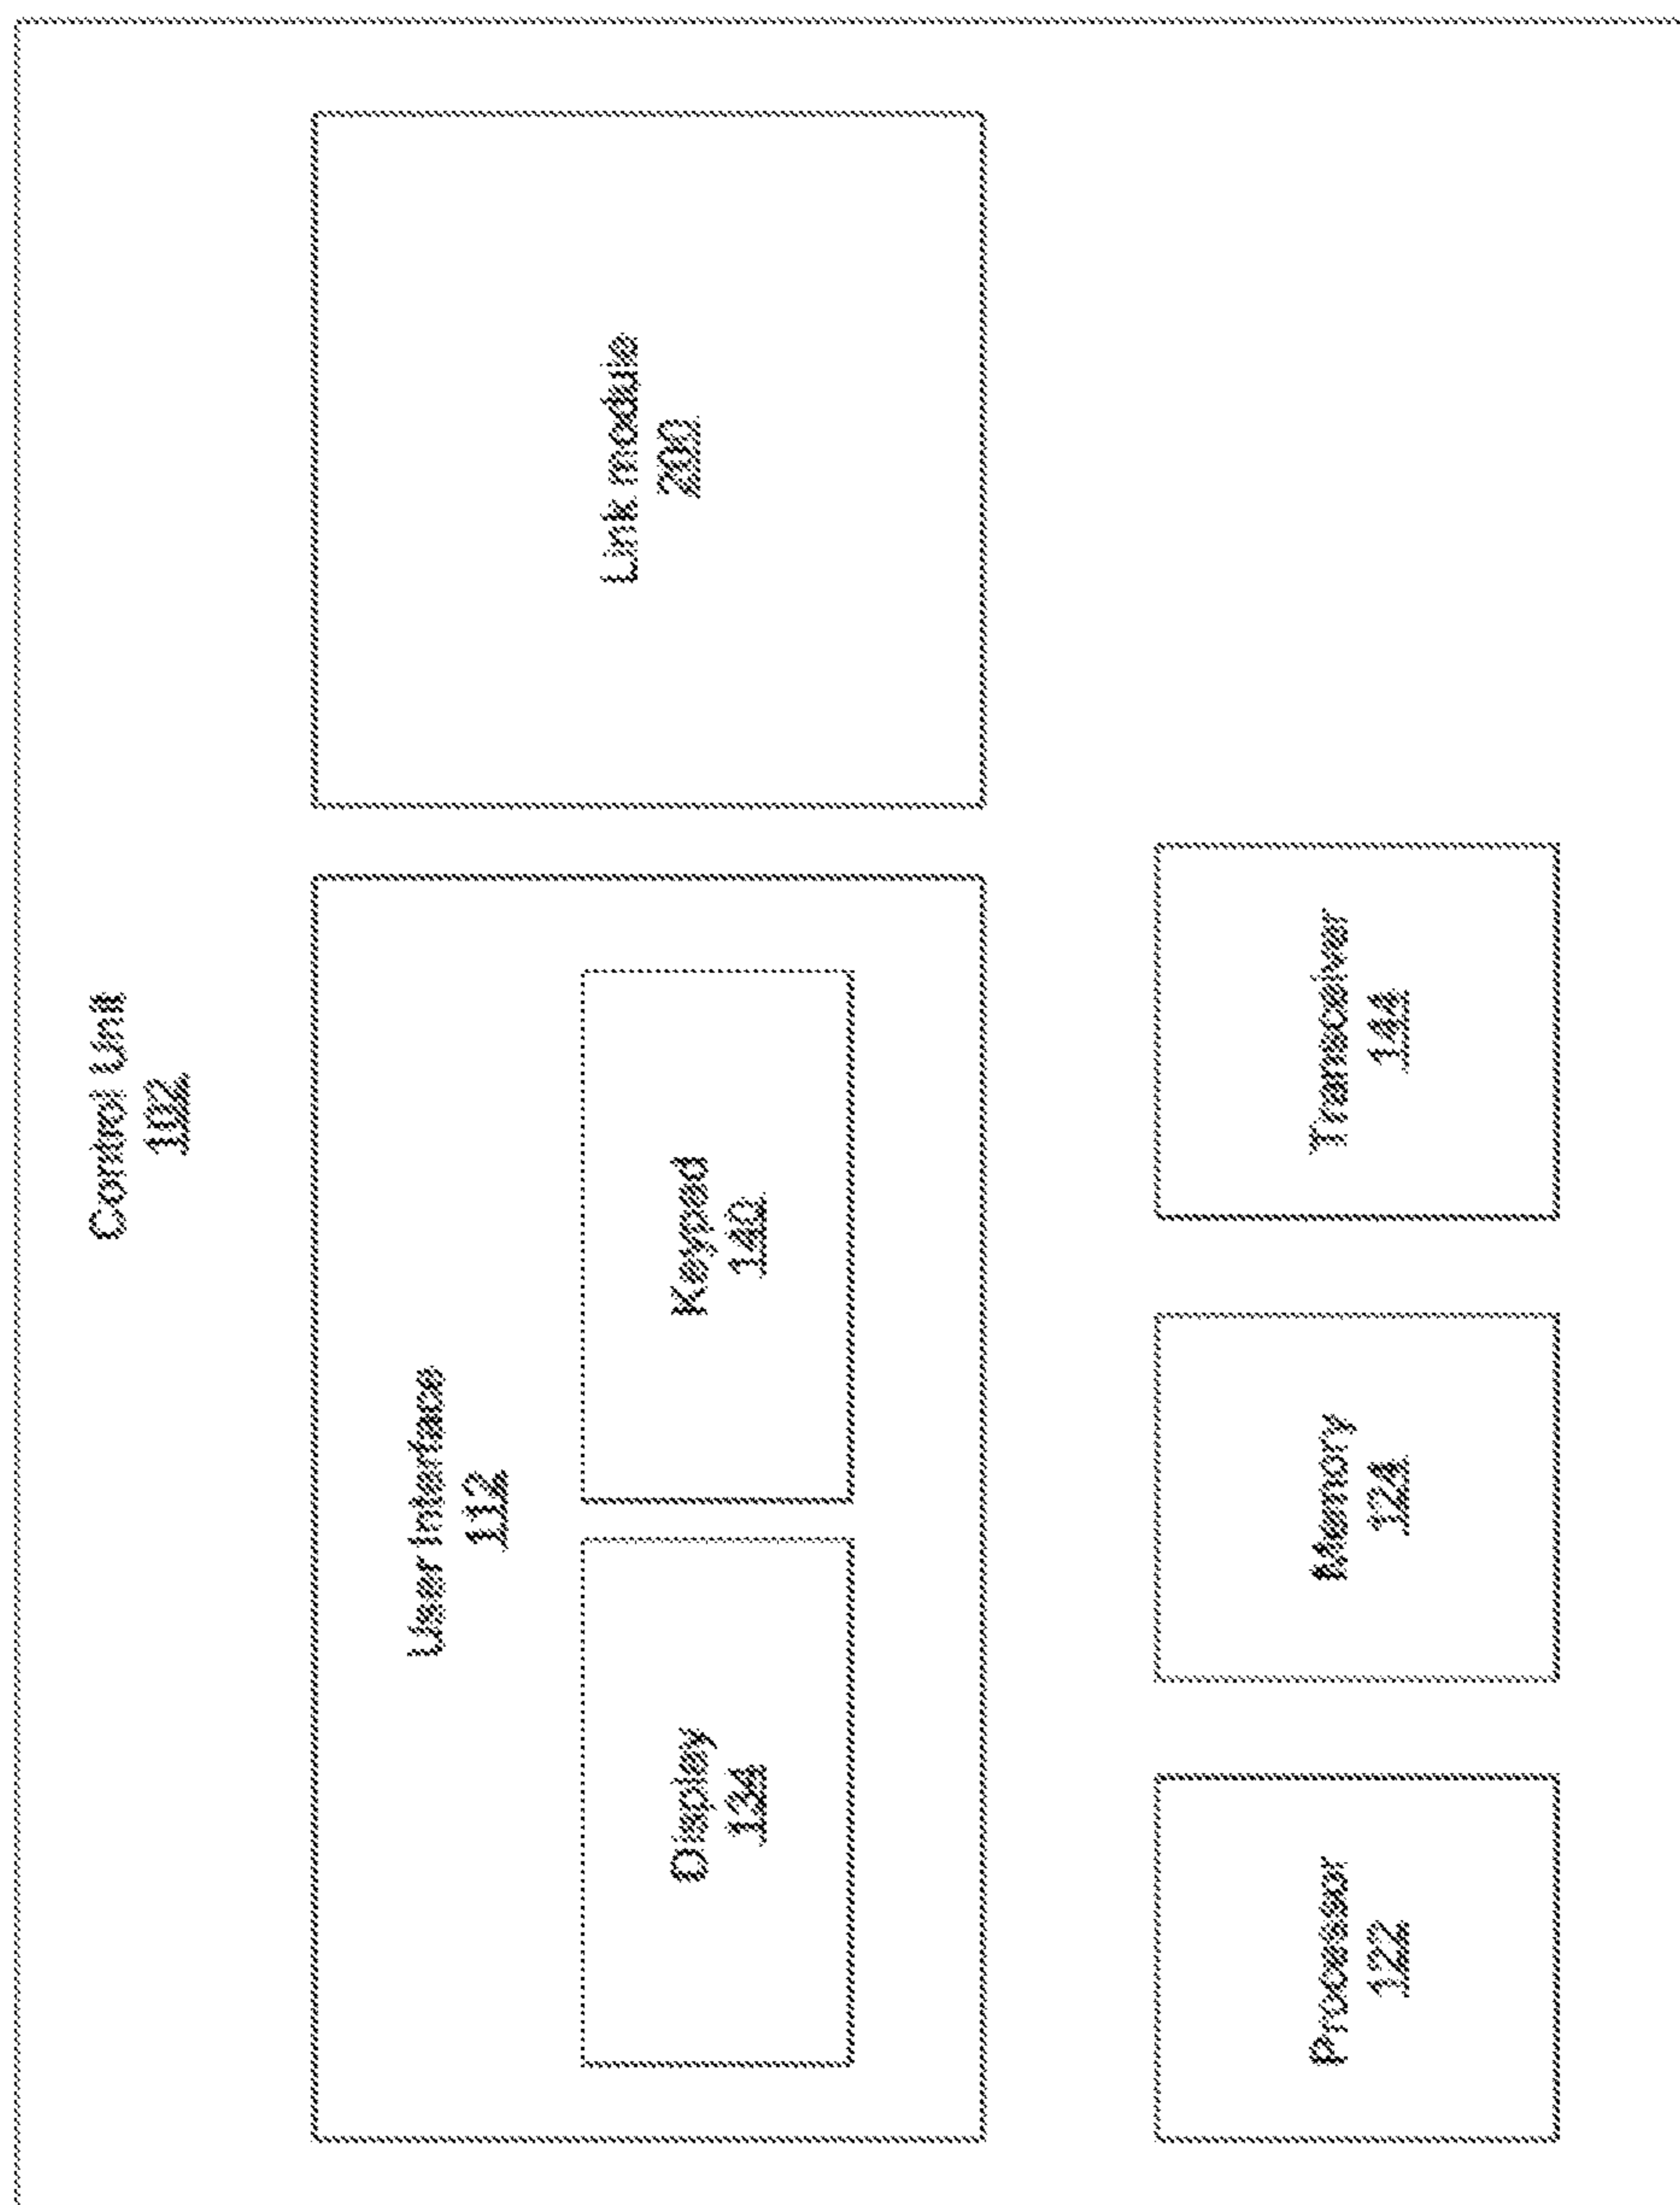 Control Unit
102
User Interface
112
Link module
200
Display
134
Keypad
140
Processor
122
Memory
124
Transceiver
144